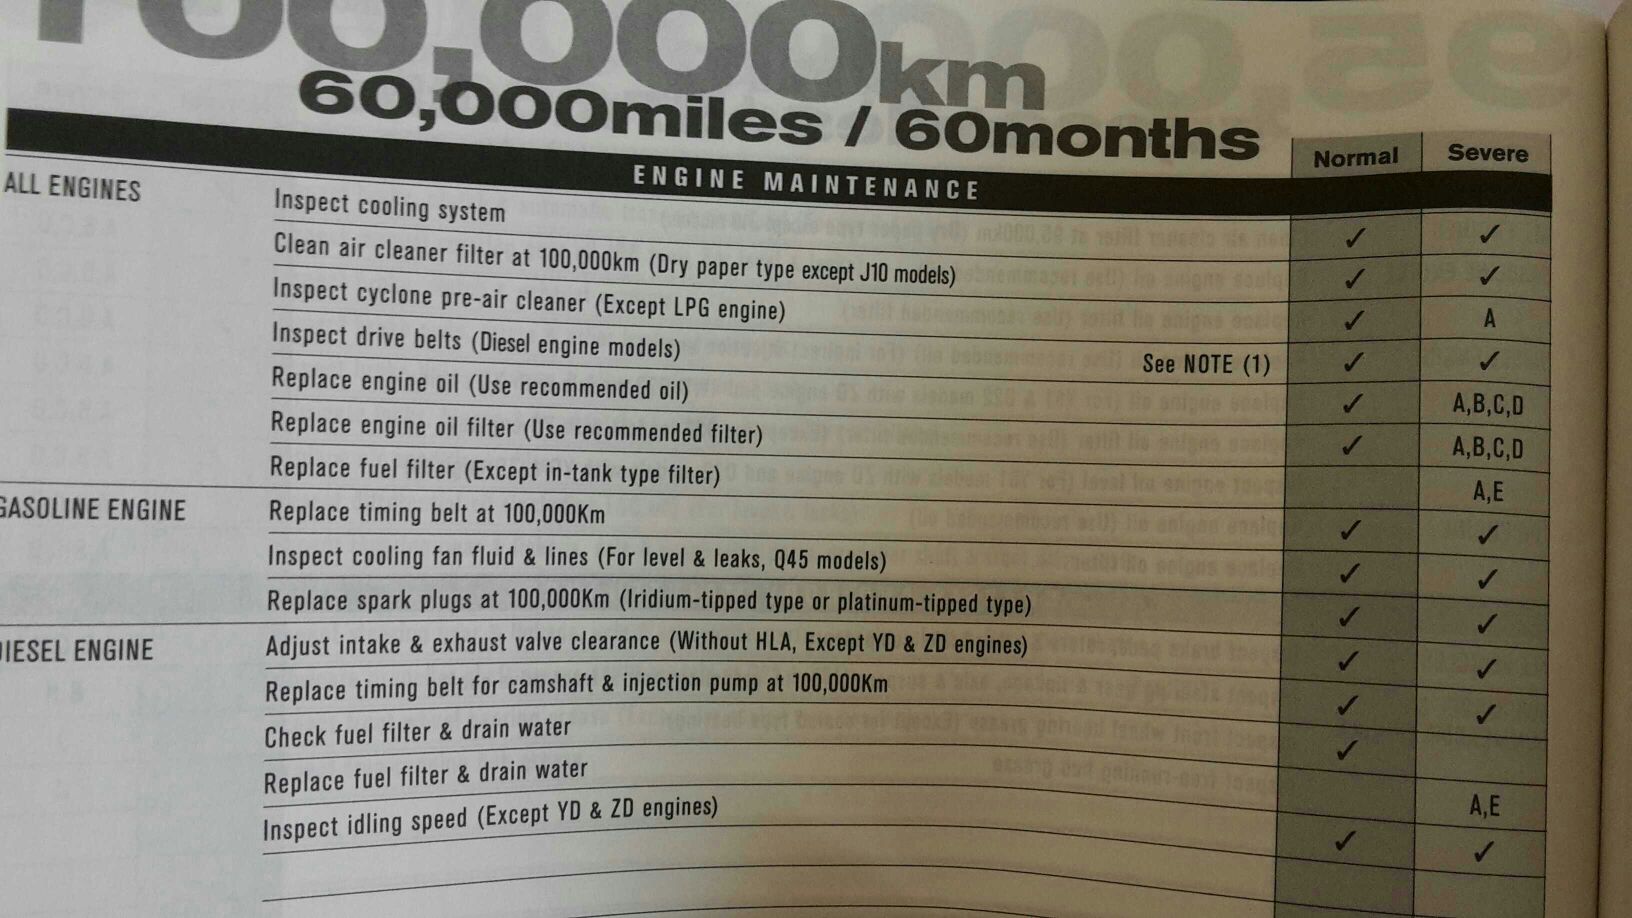 100,000km
60,000miles / 60months
Normal Severe
ENGINE MAINTENANCE
ALL ENGINES Inspect cooling system ✓ ✓
Clean air cleaner filter at 100,000km (Dry paper type except J10 models) ✓ ✓
Inspect cyclone pre-air cleaner (Except LPG engine) ✓ A
Inspect drive belts (Diesel engine models) See NOTE (1) ✓ ✓
Replace engine oil (Use recommended oil) ✓ A,B,C,D
Replace engine oil filter (Use recommended filter) ✓ A,B,C,D
Replace fuel filter (Except in-tank type filter) A,E
GASOLINE ENGINE Replace timing belt at 100,000Km ✓ ✓
Inspect cooling fan fluid & lines (For level & leaks, Q45 models) ✓ ✓
Replace spark plugs at 100,000Km (Iridium-tipped type or platinum-tipped type) ✓ ✓
DIESEL ENGINE Adjust intake & exhaust valve clearance (Without HLA, Except YD & ZD engines) ✓ ✓
Replace timing belt for camshaft & injection pump at 100,000Km ✓ ✓
Check fuel filter & drain water ✓
Replace fuel filter & drain water A,E
Inspect idling speed (Except YD & ZD engines) ✓ ✓